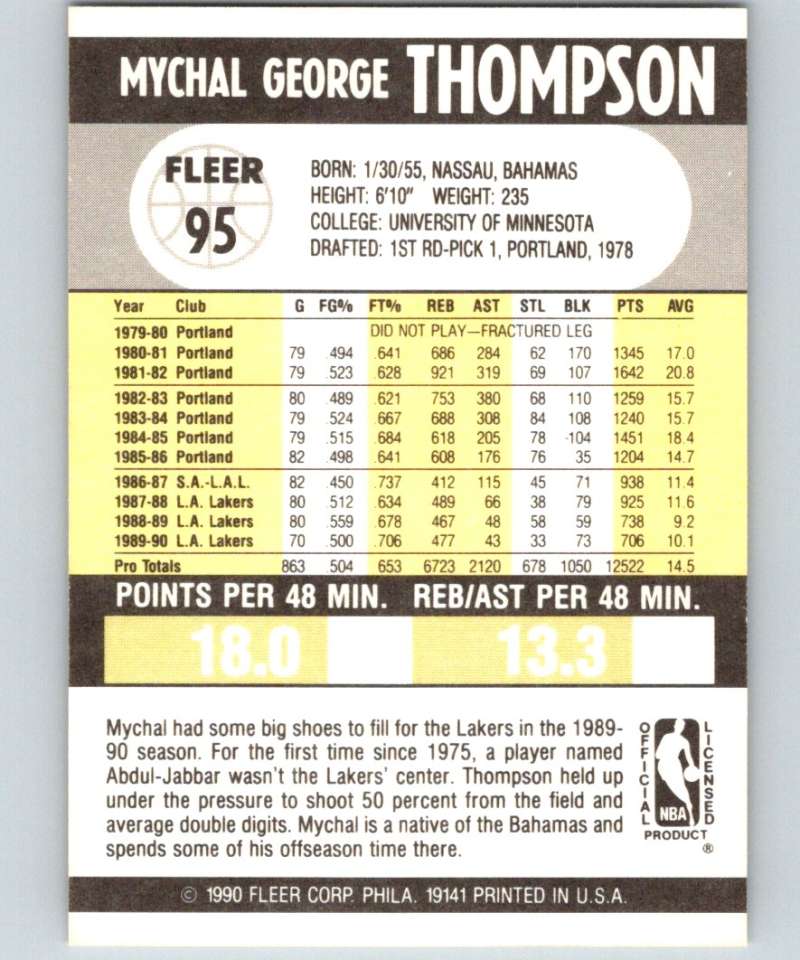 MYCHAL GEORGE THOMPSON
FLEER
95
BORN: 1/30/55, NASSAU, BAHAMAS
HEIGHT: 6'10" WEIGHT: 235
COLLEGE: UNIVERSITY OF MINNESOTA
DRAFTED: 1ST RD-PICK 1, PORTLAND, 1978
Year Club G FG% FT% REB AST STL BLK PTS AVG
1979-80 Portland DID NOT PLAY—FRACTURED LEG
1980-81 Portland 79 .494 .641 686 284 62 170 1345 17.0
1981-82 Portland 79 .523 .628 921 319 69 107 1642 20.8
1982-83 Portland 80 .489 .621 753 380 68 110 1259 15.7
1983-84 Portland 79 .524 .667 688 308 84 108 1240 15.7
1984-85 Portland 79 .515 .684 618 205 78 104 1451 18.4
1985-86 Portland 82 .498 .641 608 176 76 35 1204 14.7
1986-87 S.A.-L.A.L. 82 .450 .737 412 115 45 71 938 11.4
1987-88 L.A. Lakers 80 .512 .634 489 66 38 79 925 11.6
1988-89 L.A. Lakers 80 .559 .678 467 48 58 59 738 9.2
1989-90 L.A. Lakers 70 .500 .706 477 43 33 73 706 10.1
Pro Totals 863 .504 .653 6723 2120 678 1050 12522 14.5
POINTS PER 48 MIN. REB/AST PER 48 MIN.
18.0 13.3
Mychal had some big shoes to fill for the Lakers in the 1989-
90 season. For the first time since 1975, a player named
Abdul-Jabbar wasn't the Lakers' center. Thompson held up
under the pressure to shoot 50 percent from the field and
average double digits. Mychal is a native of the Bahamas and
spends some of his offseason time there.
OFFICIAL
NBA
LICENSED
PRODUCT
®
© 1990 FLEER CORP. PHILA. 19141 PRINTED IN U.S.A.